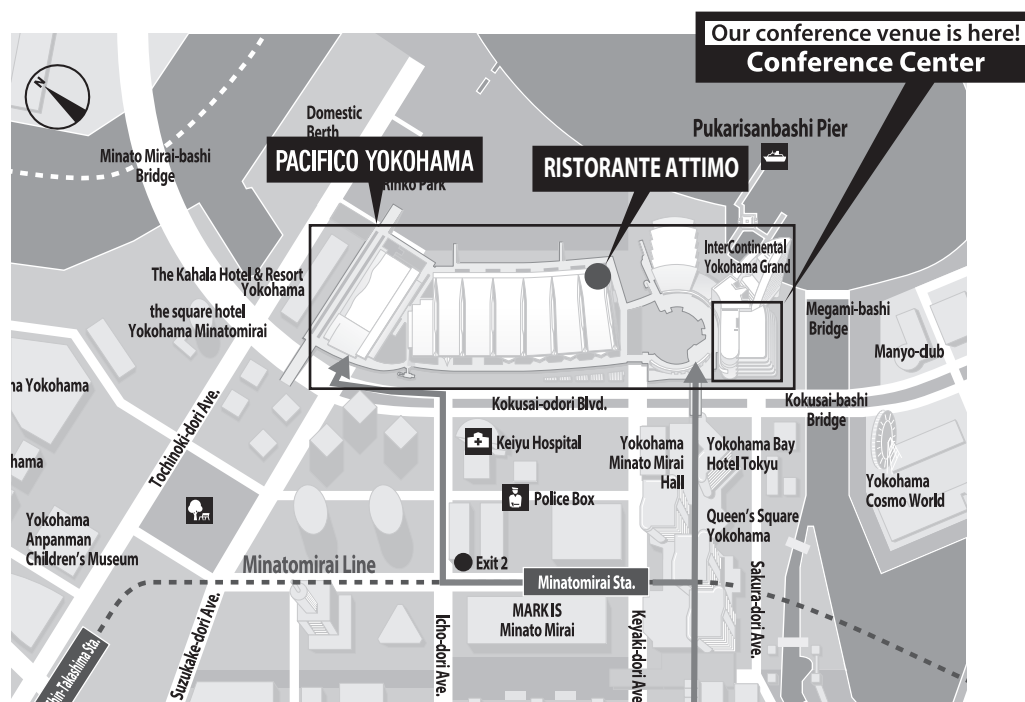 Our conference venue is here!
Conference Center
N
Domestic
Berth
Minato Mirai-bashi
Bridge
PACIFICO YOKOHAMA
Rinko Park
RISTORANTE ATTIMO
Pukarisanbashi Pier
InterContinental
Yokohama Grand
The Kahala Hotel & Resort
Yokohama
the square hotel
Yokohama Minatomirai
Megami-bashi
Bridge
Manyo-club
na Yokohama
Kokusai-odori Blvd.
Kokusai-bashi
Bridge
Tochinoki-dori Ave.
Keiyu Hospital
Yokohama
Minato Mirai
Hall
Yokohama Bay
Hotel Tokyu
hama
Police Box
Yokohama
Cosmo World
Yokohama
Anpanman
Children's Museum
Queen's Square
Yokohama
Minatomirai Line
Exit 2
Minatomirai Sta.
MARK IS
Minato Mirai
Suzukake-dori Ave.
Icho-dori Ave.
Keyaki-dori Ave
Sakura-dori Ave.
hin-Takashima Sta.